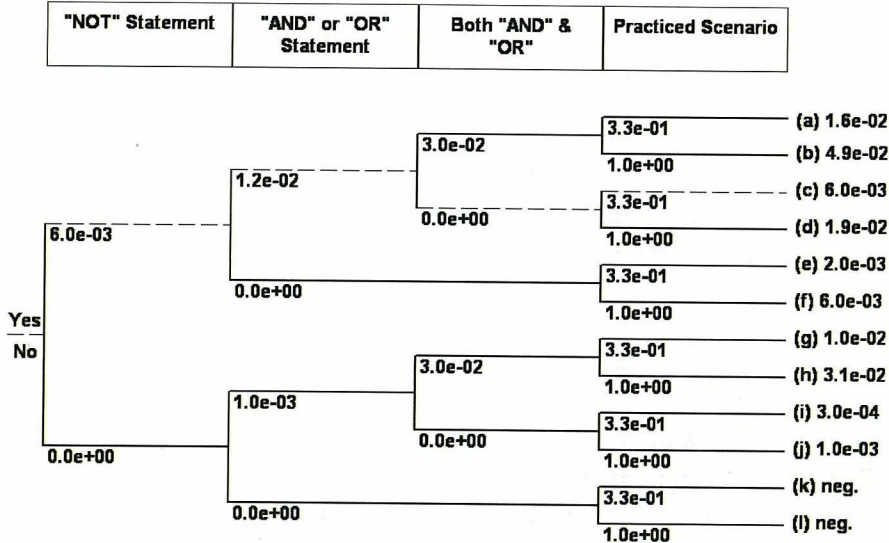 "NOT" Statement
"AND" or "OR"
Statement
Both "AND" &
"OR"
Practiced Scenario
(a) 1.6e-02
3.3e-01
3.0e-02
(b) 4.9e-02
1.0e+00
1.2e-02
(c) 6.0e-03
3.3e-01
0.0e+00
(d) 1.9e-02
1.0e+00
6.0e-03
(e) 2.0e-03
3.3e-01
0.0e+00
(f) 6.0e-03
1.0e+00
Yes
No
(g) 1.0e-02
3.3e-01
3.0e-02
(h) 3.1e-02
1.0e+00
1.0e-03
(i) 3.0e-04
3.3e-01
0.0e+00
(j) 1.0e-03
1.0e+00
0.0e+00
(k) neg.
3.3e-01
0.0e+00
(l) neg.
1.0e+00